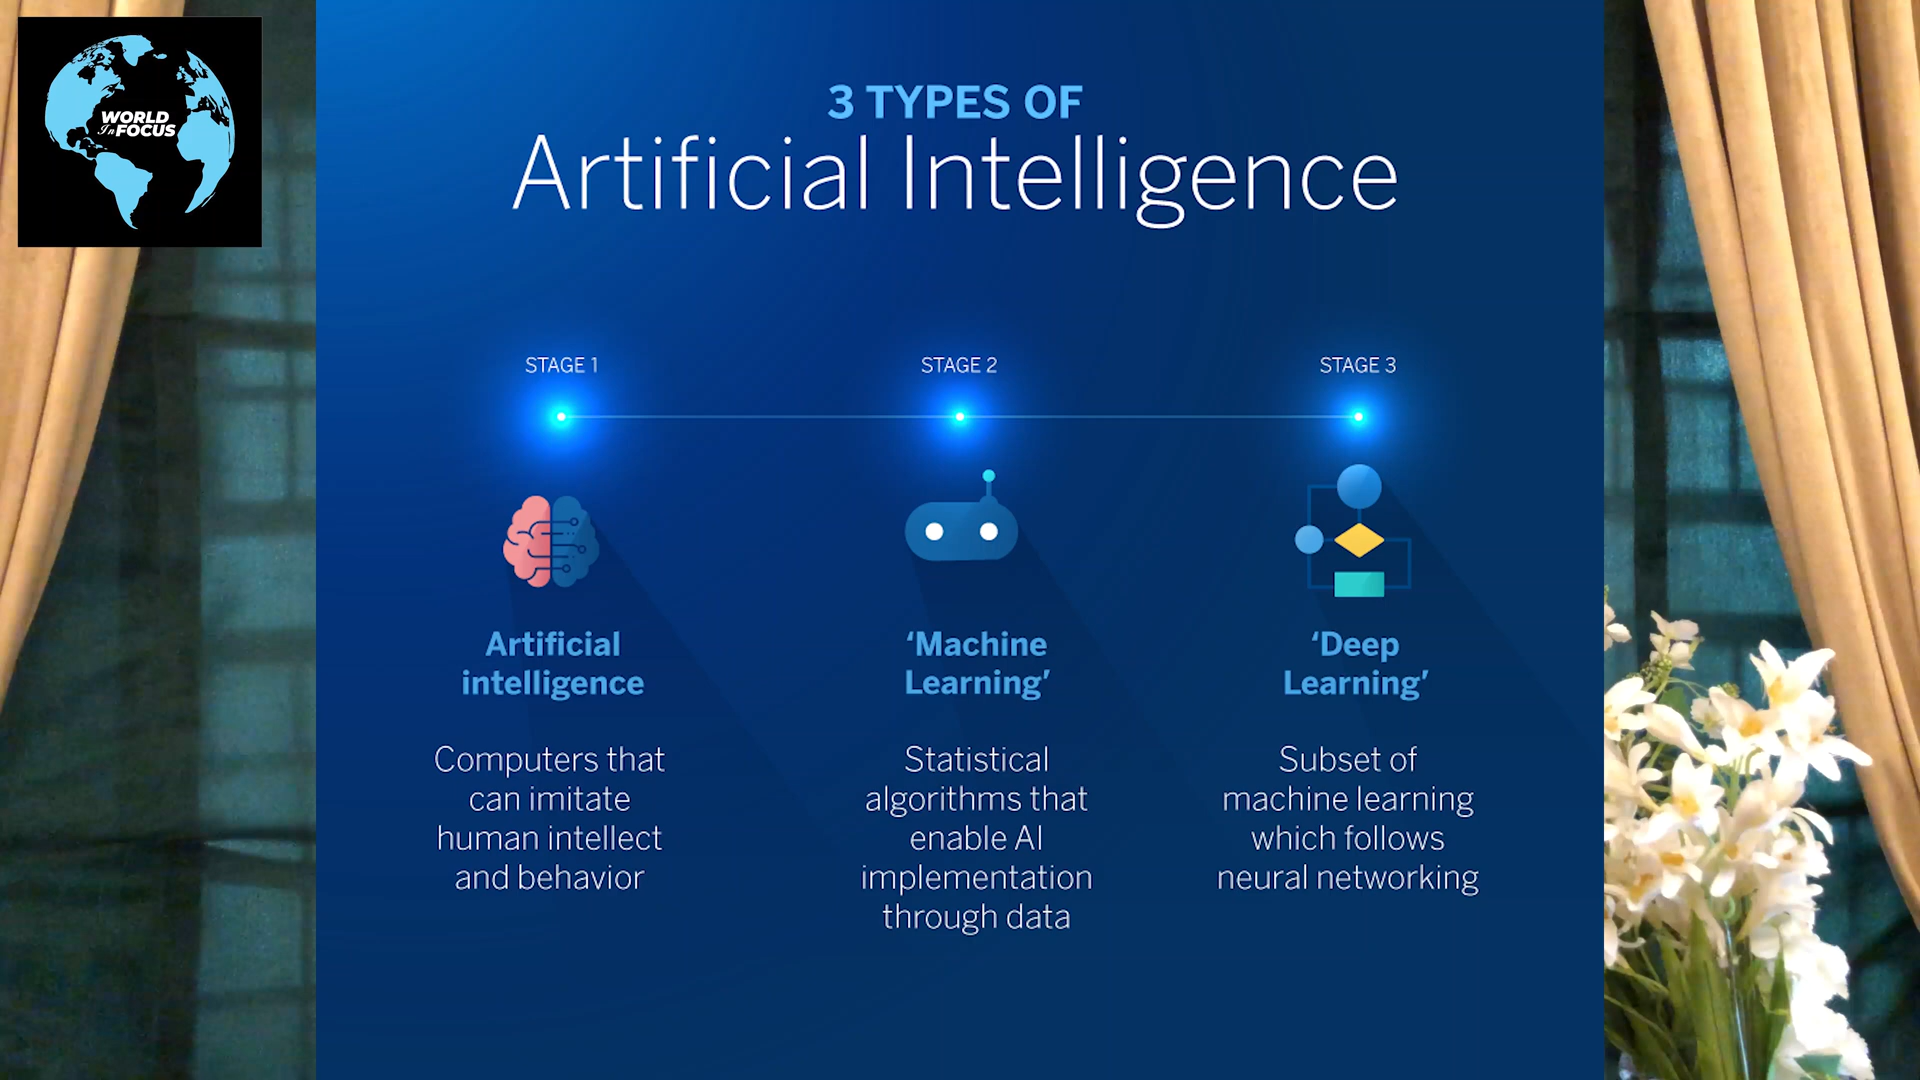 WORLD
In FOCUS
3 TYPES OF
Artificial Intelligence
STAGE 1
STAGE 2
STAGE 3
Artificial
intelligence
Computers that
can imitate
human intellect
and behavior
‘Machine
Learning’
Statistical
algorithms that
enable AI
implementation
through data
‘Deep
Learning’
Subset of
machine learning
which follows
neural networking